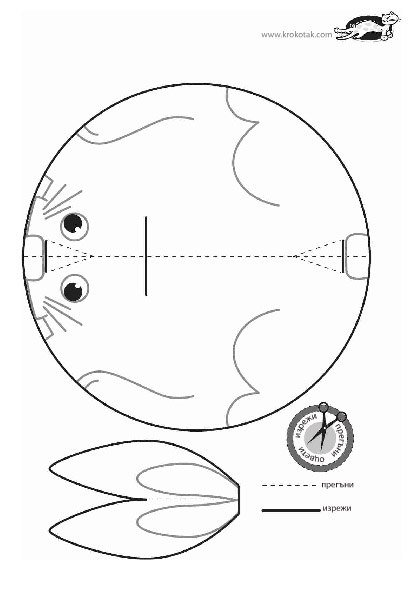 www.krokotak.com
изрежи прегъни оцвети
прегъни
изрежи